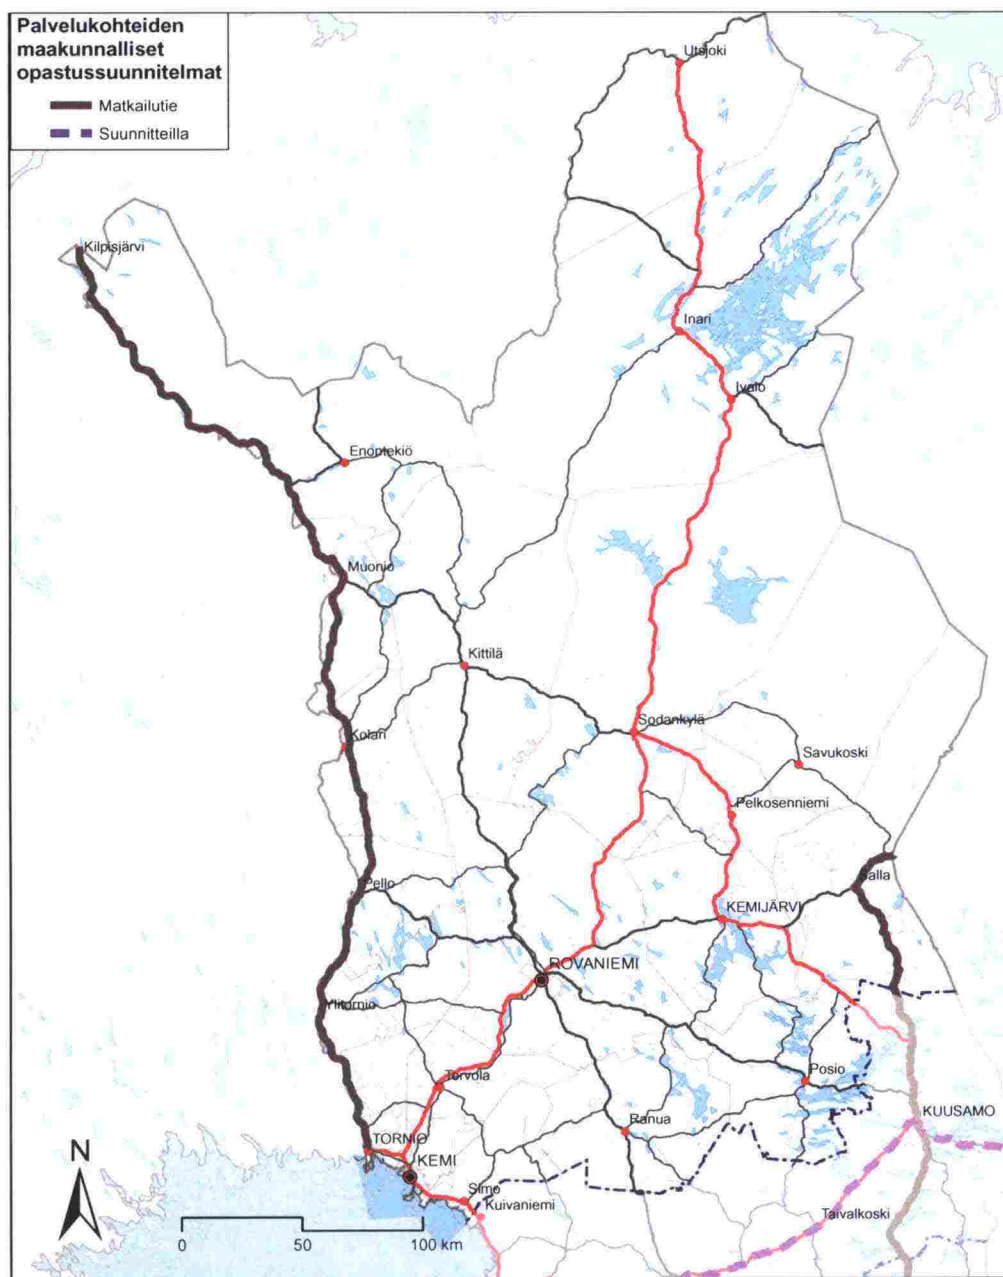 Palvelukohteiden
maakunnalliset
opastussuunnitelmat
Matkailutie
Suunnitteilla
Utsjoki
Kilpisjärvi
Inari
Ivalo
Enontekiö
Muonio
Kittilä
Sodankylä
Kolari
Savukoski
Pelkosenniemi
Salla
Pello
KEMIJÄRVI
ROVANIEMI
Ylitornio
Tervola
Posio
KUUSAMO
Ranua
TORNIO
KEMI
Simo
Kuivaniemi
Taivalkoski
N
0 50 100 km